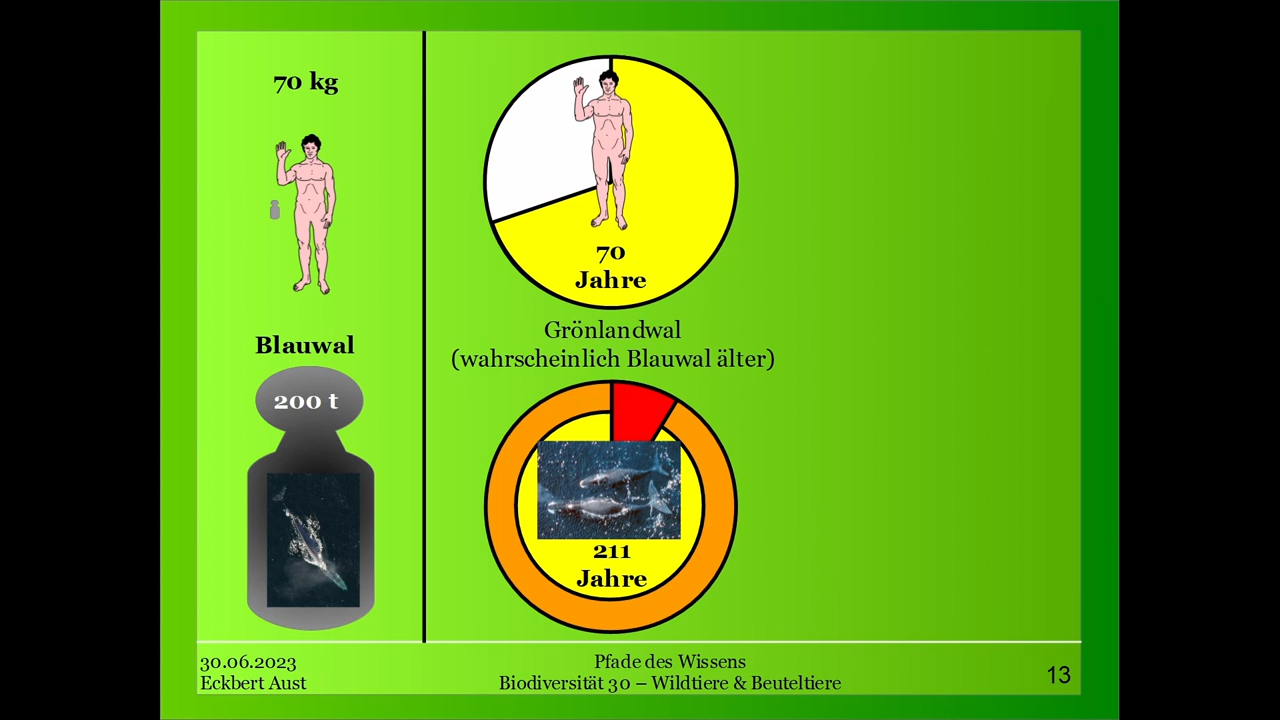 70 kg
Blauwal
200 t
70
Jahre
Grönlandwal
(wahrscheinlich Blauwal älter)
211
Jahre
30.06.2023
Eckbert Aust
Pfade des Wissens
Biodiversität 30 – Wildtiere & Beuteltiere
13